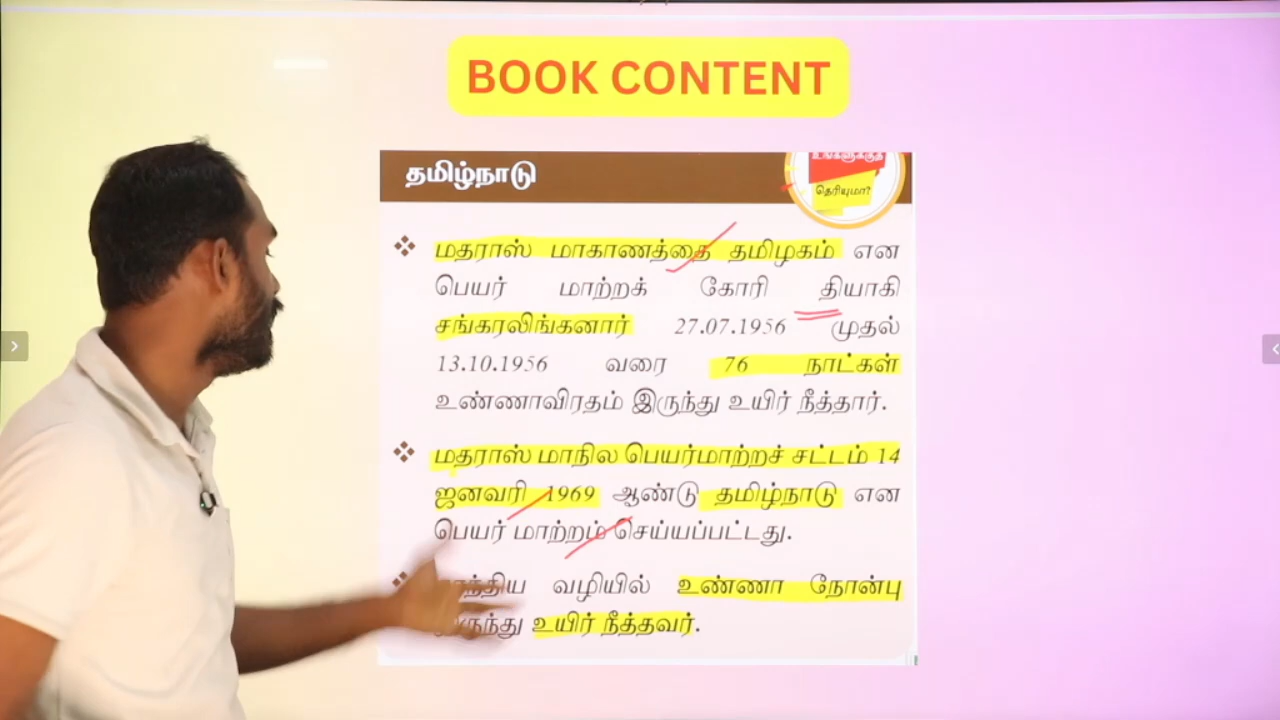 BOOK CONTENT
தமிழ்நாடு
உங்களுக்குத்
தெரியுமா?
❖ மதராஸ் மாகாணத்தை தமிழகம் என
பெயர் மாற்றக் கோரி தியாகி
சங்கரலிங்கனார் 27.07.1956 முதல்
13.10.1956 வரை 76 நாட்கள்
உண்ணாவிரதம் இருந்து உயிர் நீத்தார்.
❖ மதராஸ் மாநில பெயர்மாற்றச் சட்டம் 14
ஜனவரி 1969 ஆண்டு தமிழ்நாடு என
பெயர் மாற்றம் செய்யப்பட்டது.
❖ வழியில் உண்ணா நோன்பு
உயிர் நீத்தவர்.